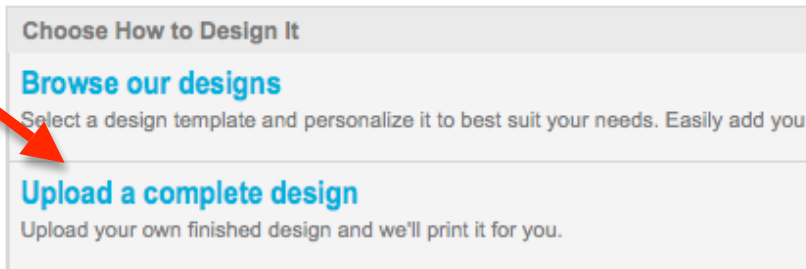 Choose How to Design It
Browse our designs
Select a design template and personalize it to best suit your needs. Easily add you
Upload a complete design
Upload your own finished design and we'll print it for you.